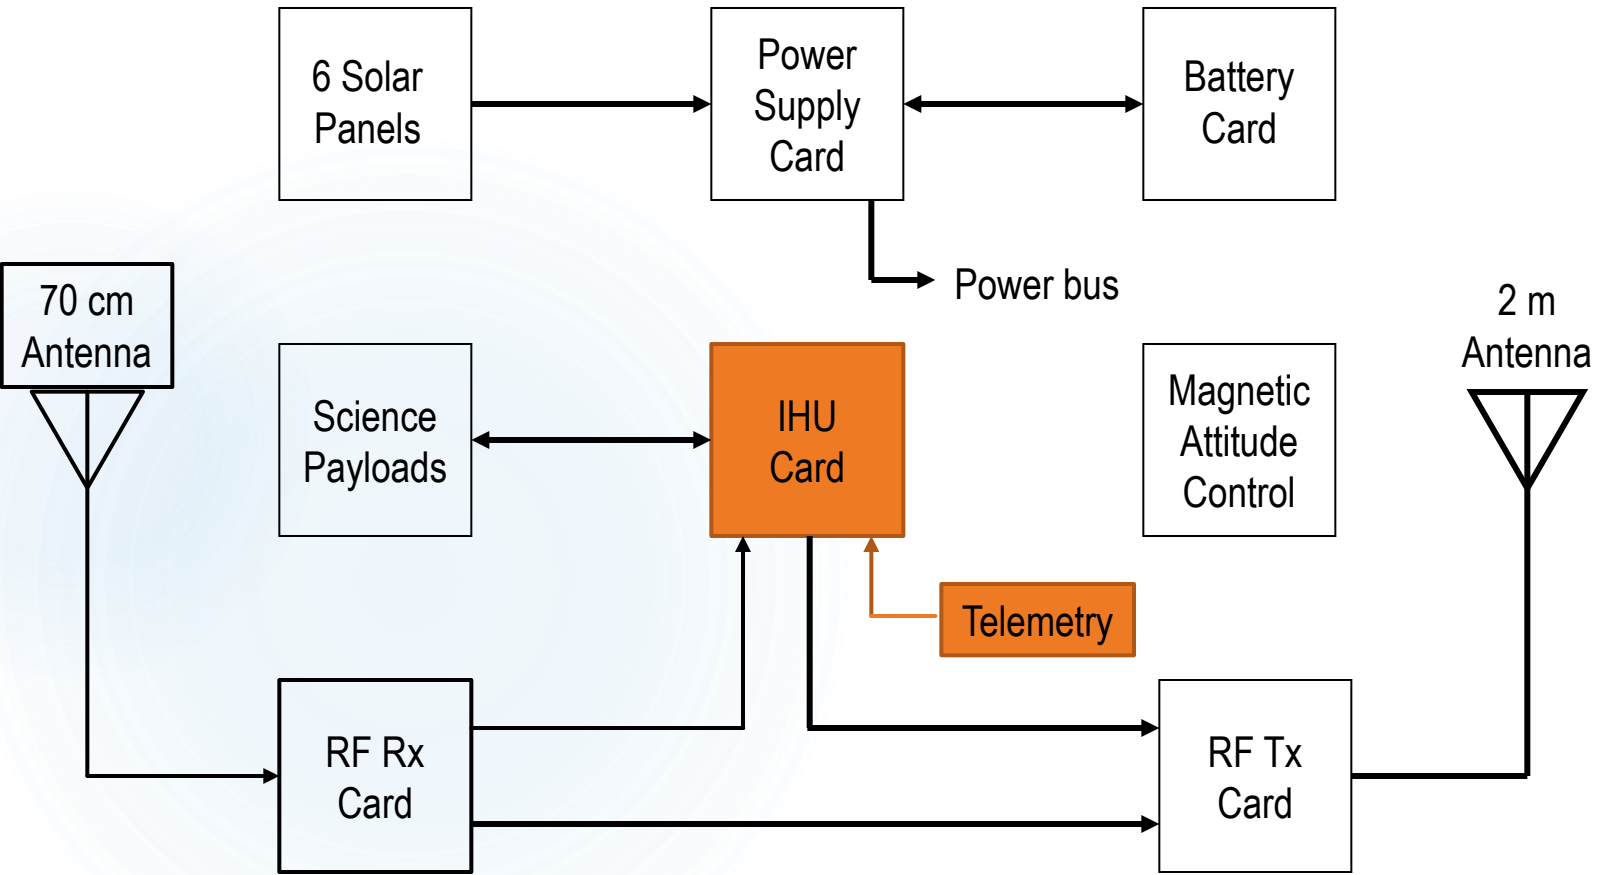 6 Solar
Panels
Power
Supply
Card
Battery
Card
Power bus
70 cm
Antenna
2 m
Antenna
Science
Payloads
IHU
Card
Magnetic
Attitude
Control
Telemetry
RF Rx
Card
RF Tx
Card